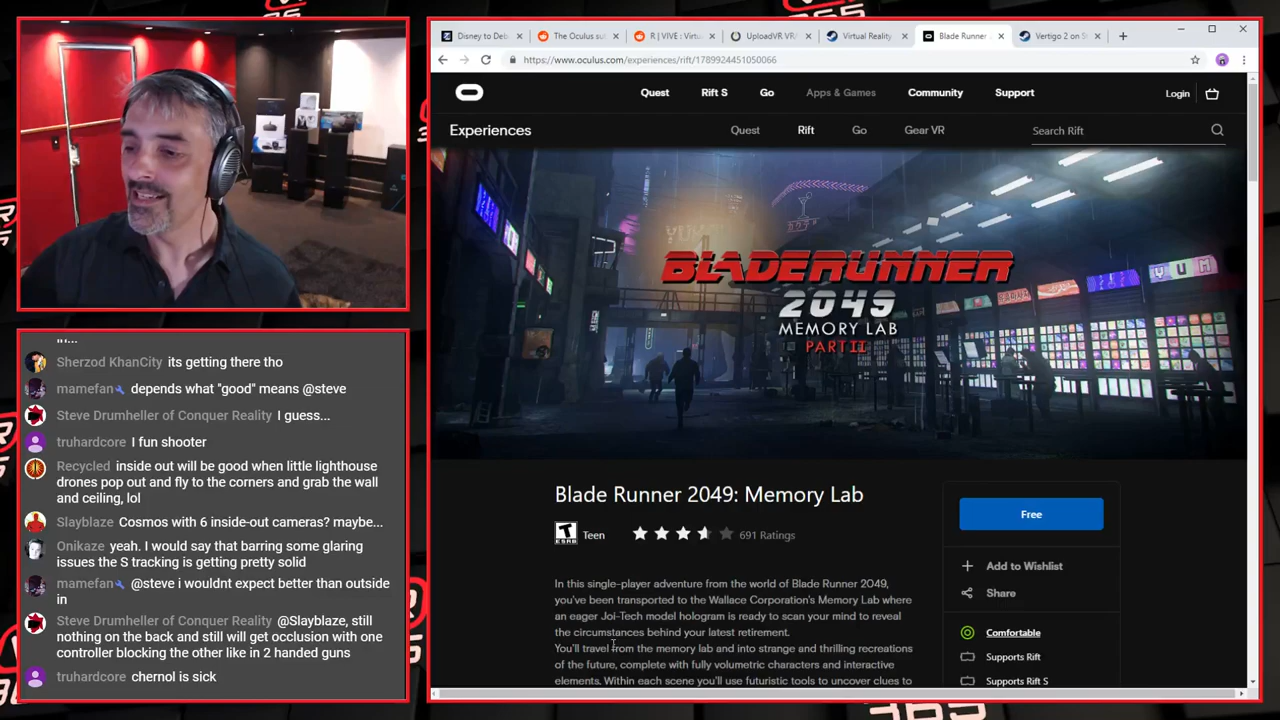 Disney to Deb
The Oculus sub
R | VIVE : Virtu
UploadVR VR/
Virtual Reality
Blade Runner
Vertigo 2 on St
https://www.oculus.com/experiences/rift/1789924451050066
Quest
Rift S
Go
Apps & Games
Community
Support
Login
Experiences
Quest
Rift
Go
Gear VR
Search Rift
BLADERUNNER
2049
MEMORY LAB
PART II
YUM
Blade Runner 2049: Memory Lab
Teen
691 Ratings
Free
Add to Wishlist
Share
Comfortable
Supports Rift
Supports Rift S
In this single-player adventure from the world of Blade Runner 2049,
you've been transported to the Wallace Corporation's Memory Lab where
an eager Joi-Tech model hologram is ready to scan your mind to reveal
the circumstances behind your latest retirement.
You'll travel from the memory lab and into strange and thrilling recreations
of the future, complete with fully volumetric characters and interactive
elements. Within each scene you'll use futuristic tools to uncover clues to
Sherzod KhanCity its getting there tho
mamefan depends what "good" means @steve
Steve Drumheller of Conquer Reality I guess...
truhardcore I fun shooter
Recycled inside out will be good when little lighthouse
drones pop out and fly to the corners and grab the wall
and ceiling, lol
Slayblaze Cosmos with 6 inside-out cameras? maybe...
Onikaze yeah. I would say that barring some glaring
issues the S tracking is getting pretty solid
mamefan @steve i wouldnt expect better than outside
in
Steve Drumheller of Conquer Reality @Slayblaze, still
nothing on the back and still will get occlusion with one
controller blocking the other like in 2 handed guns
truhardcore chernol is sick